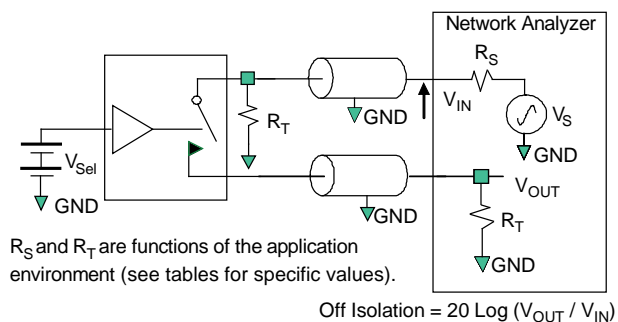 Network Analyzer
R_S
V_IN
V_S
GND
GND
R_T
V_Sel
GND
GND
V_OUT
R_T
GND
R_S and R_T are functions of the application
environment (see tables for specific values).
Off Isolation = 20 Log (V_OUT / V_IN)